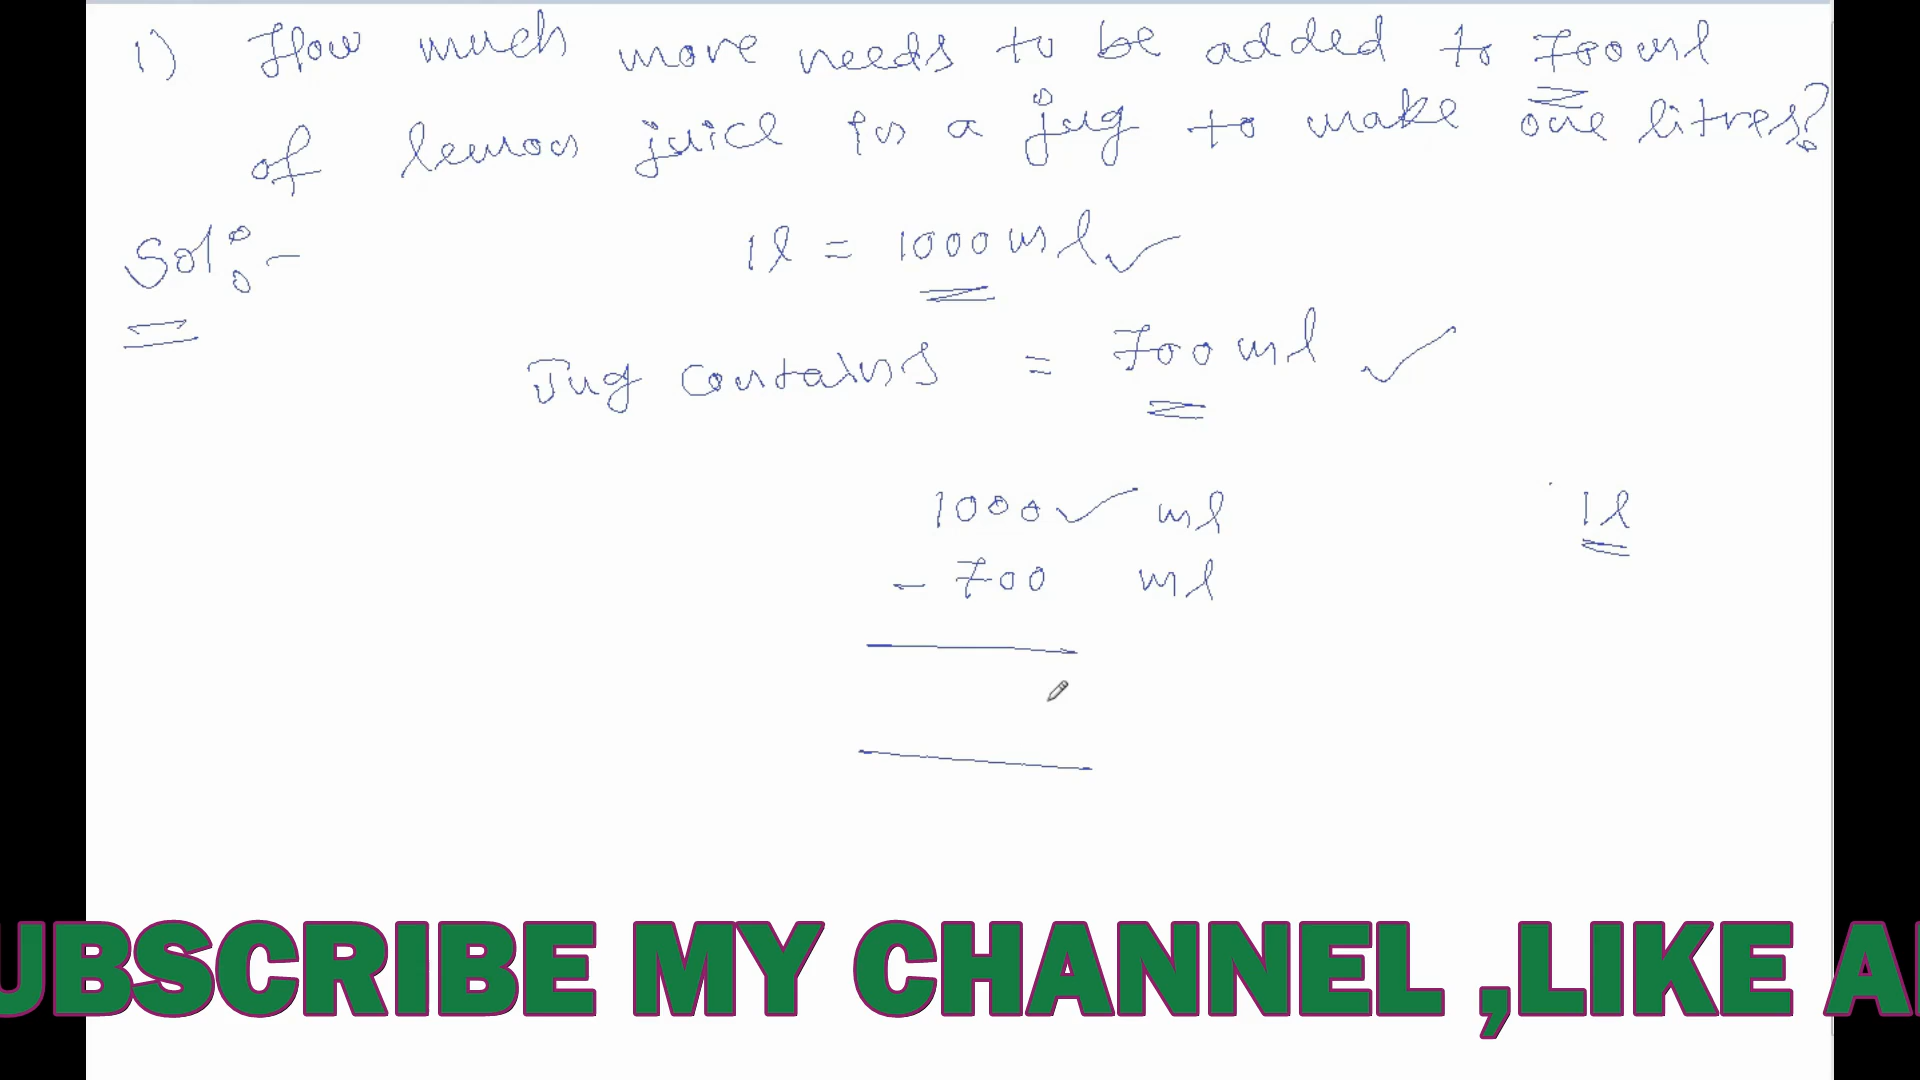 1) How much more needs to be added to 700ml
of lemon juice in a jug to make one litres?
Sol:-
1l = 1000ml ✓
Jug contains = 700ml ✓
1000 ✓ ml
1l
- 700 ml
UBSCRIBE MY CHANNEL ,LIKE A